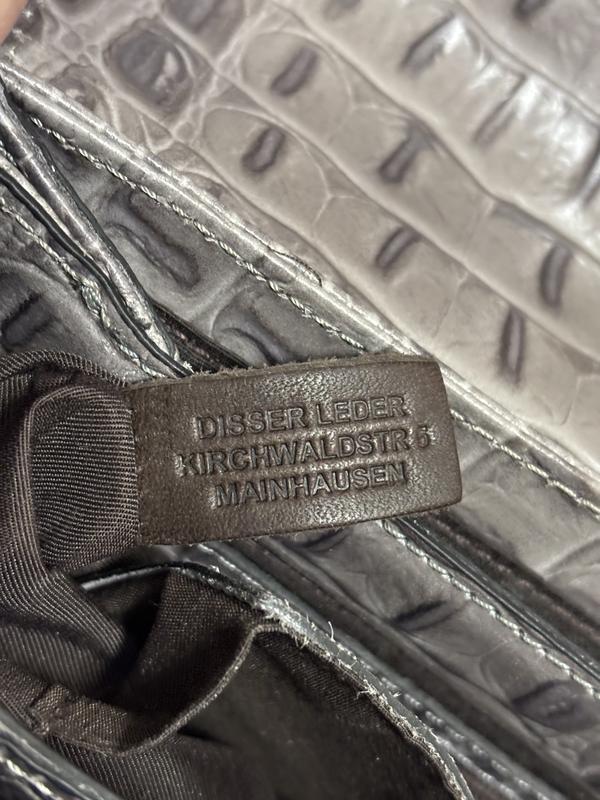 DISSER LEDER
KIRCHWALDSTR 5
MAINHAUSEN